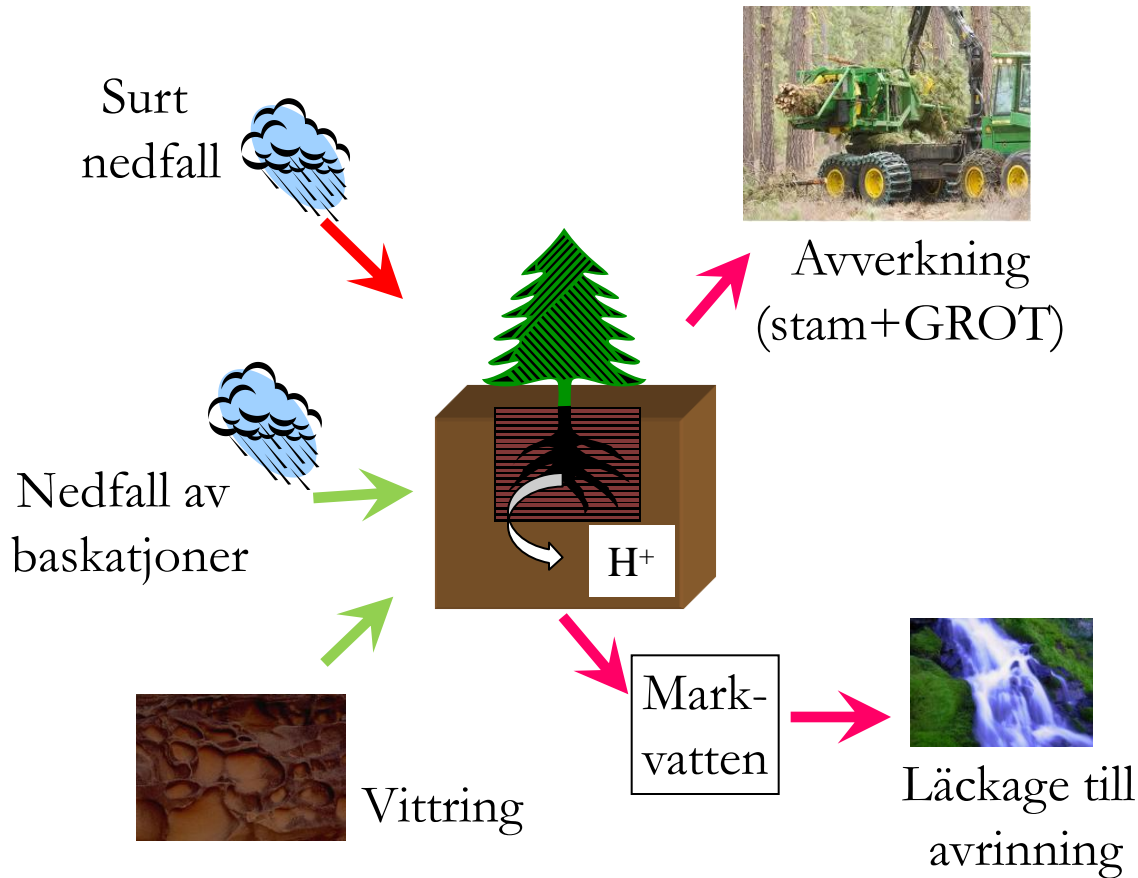 Surt
nedfall
Avverkning
(stam+GROT)
Nedfall av
baskatjoner
H⁺
Mark-
vatten
Vittring
Läckage till
avrinning